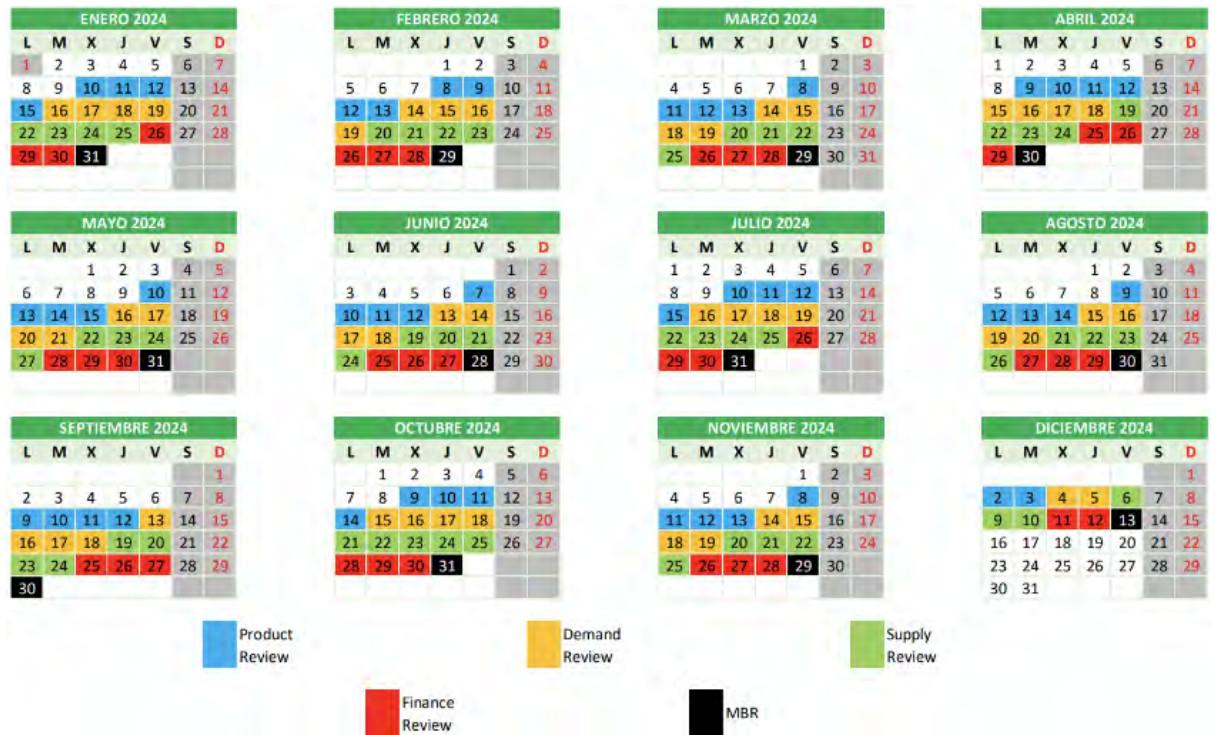 ENERO 2024
L M X J V S D
1 2 3 4 5 6 7
8 9 10 11 12 13 14
15 16 17 18 19 20 21
22 23 24 25 26 27 28
29 30 31
FEBRERO 2024
L M X J V S D
1 2 3 4
5 6 7 8 9 10 11
12 13 14 15 16 17 18
19 20 21 22 23 24 25
26 27 28 29
MARZO 2024
L M X J V S D
1 2 3
4 5 6 7 8 9 10
11 12 13 14 15 16 17
18 19 20 21 22 23 24
25 26 27 28 29 30 31
ABRIL 2024
L M X J V S D
1 2 3 4 5 6 7
8 9 10 11 12 13 14
15 16 17 18 19 20 21
22 23 24 25 26 27 28
29 30
MAYO 2024
L M X J V S D
1 2 3 4 5
6 7 8 9 10 11 12
13 14 15 16 17 18 19
20 21 22 23 24 25 26
27 28 29 30 31
JUNIO 2024
L M X J V S D
1 2
3 4 5 6 7 8 9
10 11 12 13 14 15 16
17 18 19 20 21 22 23
24 25 26 27 28 29 30
JULIO 2024
L M X J V S D
1 2 3 4 5 6 7
8 9 10 11 12 13 14
15 16 17 18 19 20 21
22 23 24 25 26 27 28
29 30 31
AGOSTO 2024
L M X J V S D
1 2 3 4
5 6 7 8 9 10 11
12 13 14 15 16 17 18
19 20 21 22 23 24 25
26 27 28 29 30 31
SEPTIEMBRE 2024
L M X J V S D
1
2 3 4 5 6 7 8
9 10 11 12 13 14 15
16 17 18 19 20 21 22
23 24 25 26 27 28 29
30
OCTUBRE 2024
L M X J V S D
1 2 3 4 5 6
7 8 9 10 11 12 13
14 15 16 17 18 19 20
21 22 23 24 25 26 27
28 29 30 31
NOVIEMBRE 2024
L M X J V S D
1 2 3
4 5 6 7 8 9 10
11 12 13 14 15 16 17
18 19 20 21 22 23 24
25 26 27 28 29 30
DICIEMBRE 2024
L M X J V S D
1
2 3 4 5 6 7 8
9 10 11 12 13 14 15
16 17 18 19 20 21 22
23 24 25 26 27 28 29
30 31
Product
Review
Demand
Review
Supply
Review
Finance
Review
MBR